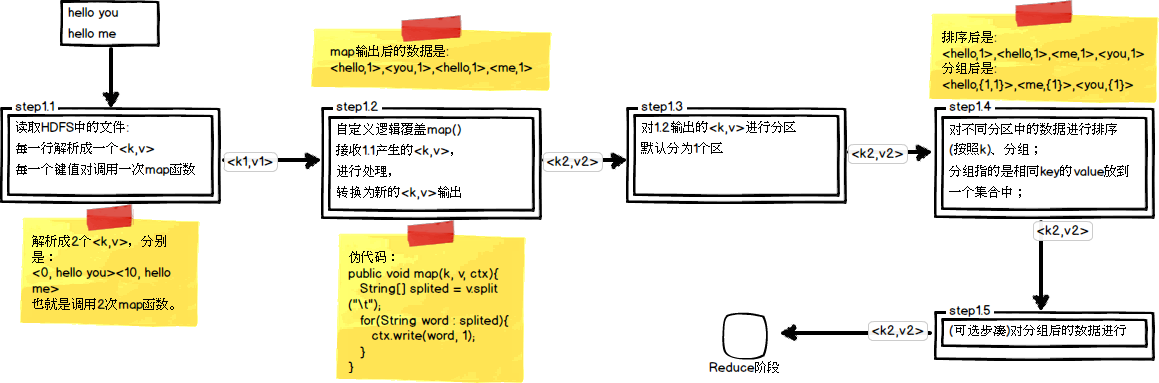 hello you
hello me
step1.1
读取HDFS中的文件:
每一行解析成一个<k,v>
每一个键值对调用一次map函数
解析成2个<k,v>，分别
是：
<0, hello you><10, hello
me>
也就是调用2次map函数。
<k1,v1>
map输出后的数据是:
<hello,1>,<you,1>,<hello,1>,<me,1>
step1.2
自定义逻辑覆盖map()
接收1.1产生的<k,v>，
进行处理，
转换为新的<k,v>输出
伪代码：
public void map(k, v, ctx){
String[] splited = v.split
("\t");
for(String word : splited){
ctx.write(word, 1);
}
}
<k2,v2>
step1.3
对1.2输出的<k,v>进行分区
默认分为1个区
<k2,v2>
排序后是:
<hello,1>,<hello,1>,<me,1>,<you,1>
分组后是:
<hello,{1,1}>,<me,{1}>,<you,{1}>
step1.4
对不同分区中的数据进行排序
(按照k)、分组；
分组指的是相同key的value放到
一个集合中；
<k2,v2>
step1.5
(可选步凑)对分组后的数据进行
<k2,v2>
Reduce阶段